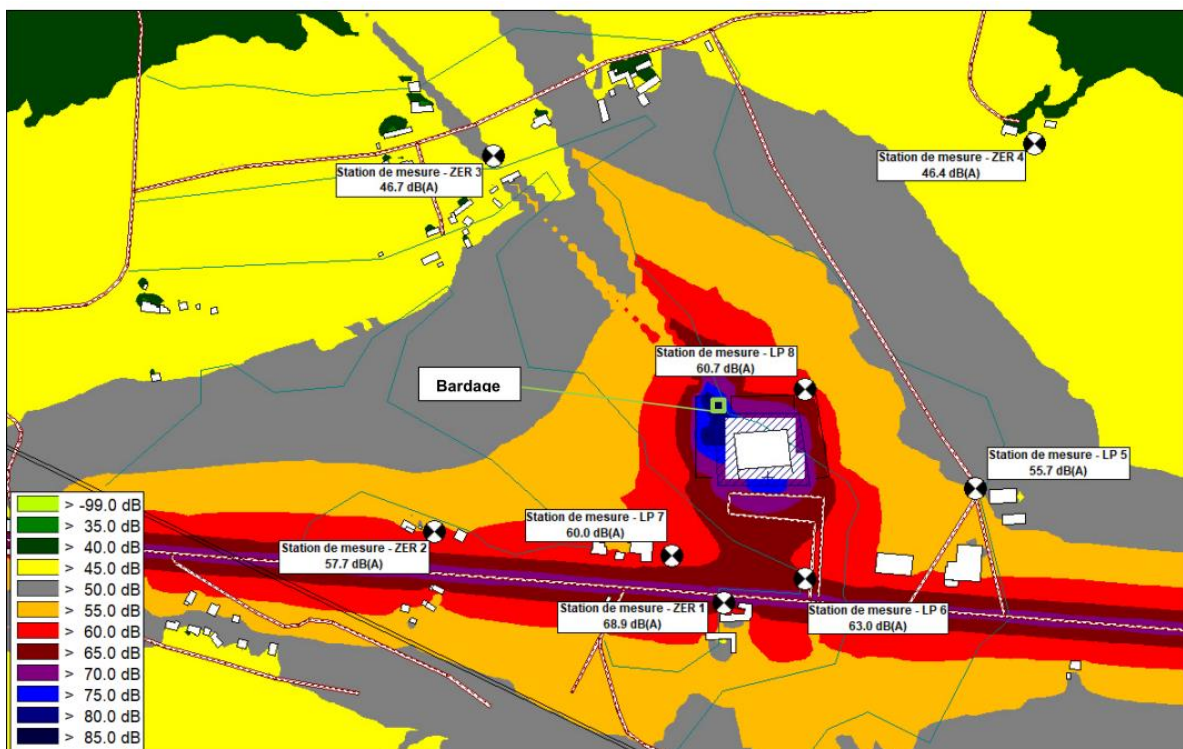 Station de mesure - ZER 3
46.7 dB(A)
Station de mesure - ZER 4
46.4 dB(A)
Station de mesure - LP 8
60.7 dB(A)
Bardage
Station de mesure - LP 5
55.7 dB(A)
Station de mesure - LP 7
60.0 dB(A)
Station de mesure - ZER 2
57.7 dB(A)
Station de mesure - ZER 1
68.9 dB(A)
Station de mesure - LP 6
63.0 dB(A)
> -99.0 dB
> 35.0 dB
> 40.0 dB
> 45.0 dB
> 50.0 dB
> 55.0 dB
> 60.0 dB
> 65.0 dB
> 70.0 dB
> 75.0 dB
> 80.0 dB
> 85.0 dB